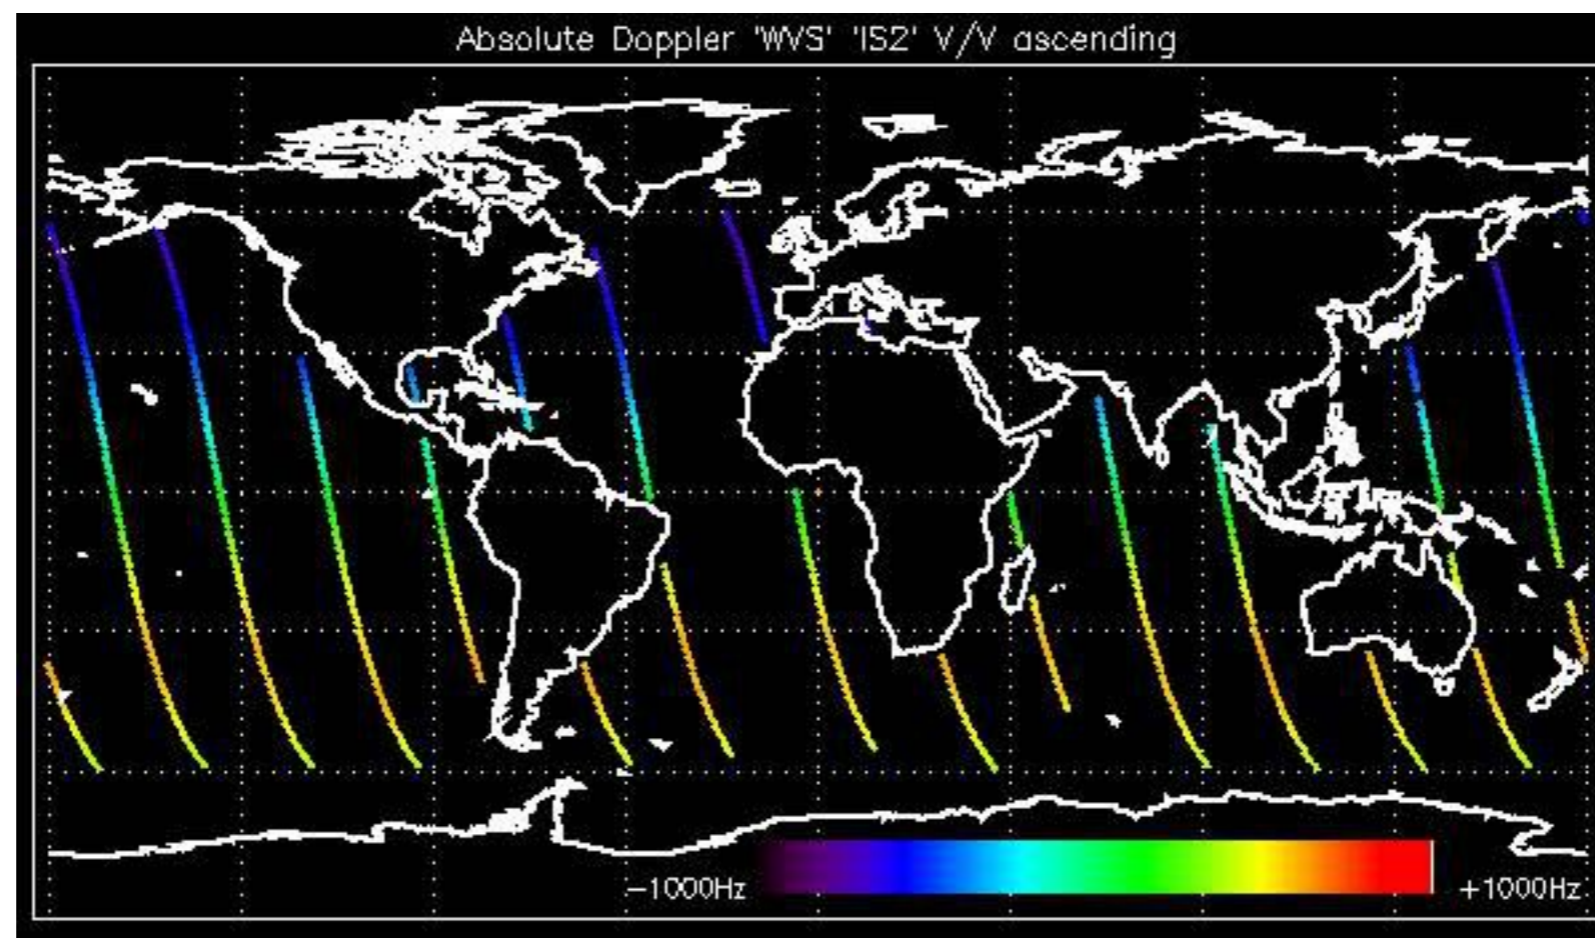 Absolute Doppler 'WVS' 'IS2' V/V ascending
−1000Hz +1000Hz